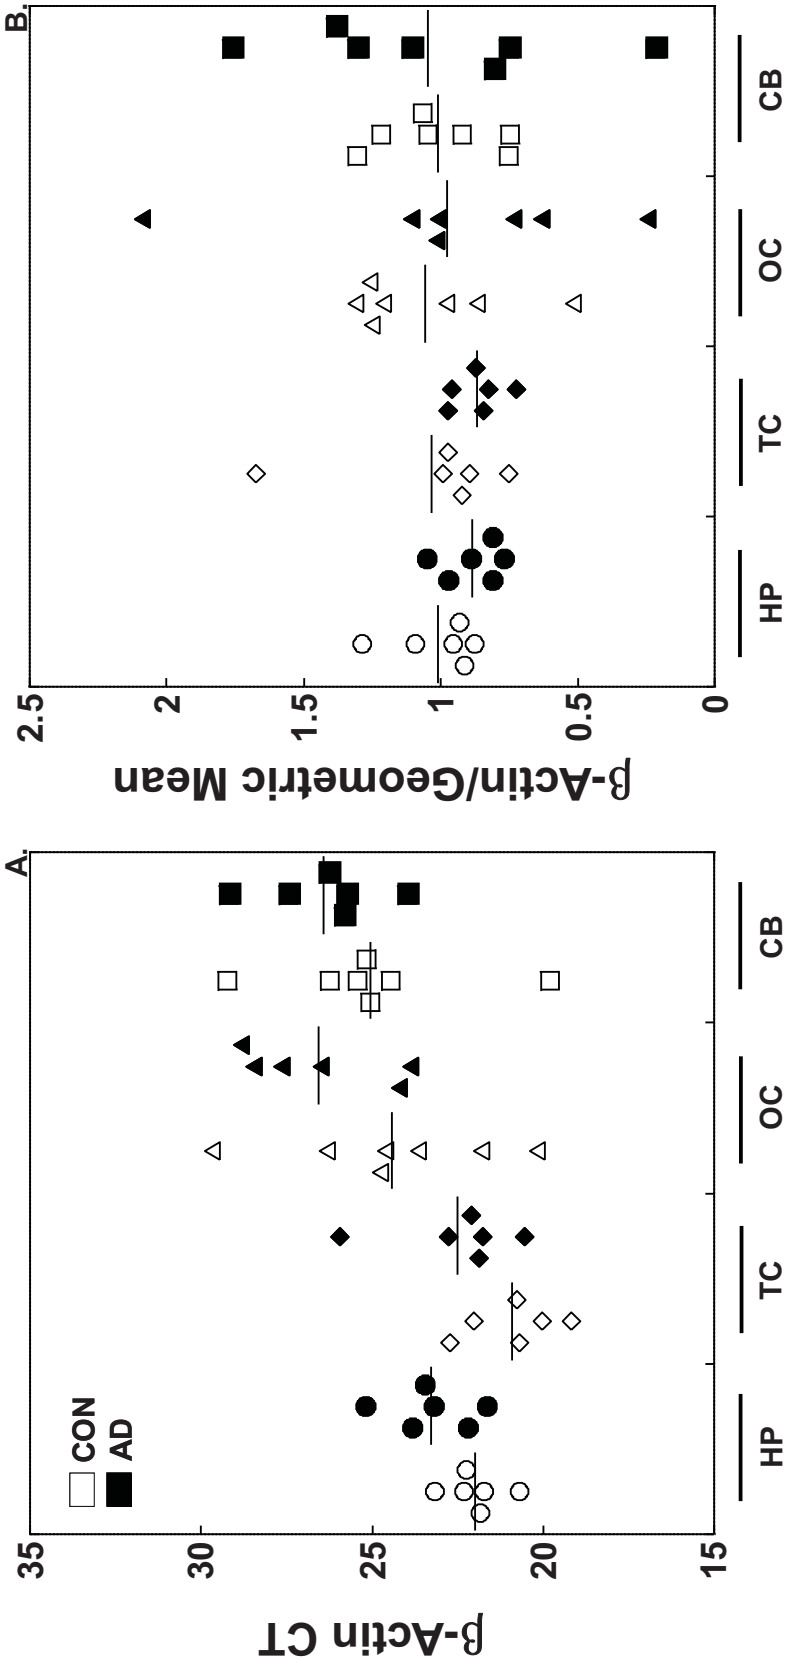 A.
35
30
25
20
15
β-Actin CT
CON
AD
HP
TC
OC
CB
B.
2.5
2
1.5
1
0.5
0
β-Actin/Geometric Mean
HP
TC
OC
CB